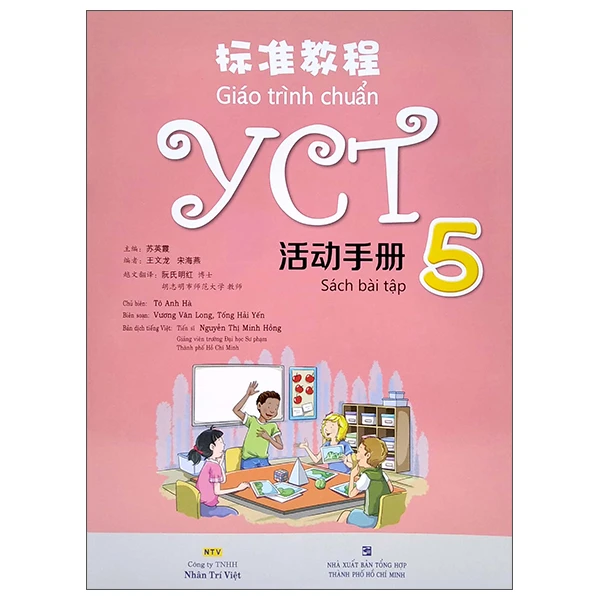 标准教程
Giáo trình chuẩn
YCT
5
活动手册
Sách bài tập
主编: 苏英霞
编者: 王文龙 宋海燕
越文翻译: 阮氏明红 博士
胡志明市师范大学 教师
Chủ biên: Tô Anh Hà
Biên soạn: Vương Văn Long, Tống Hải Yến
Bản dịch tiếng Việt: Tiến sĩ Nguyễn Thị Minh Hồng
Giảng viên trường Đại học Sư phạm
Thành phố Hồ Chí Minh
NTV
Công ty TNHH
Nhân Trí Việt
NHÀ XUẤT BẢN TỔNG HỢP
THÀNH PHỐ HỒ CHÍ MINH